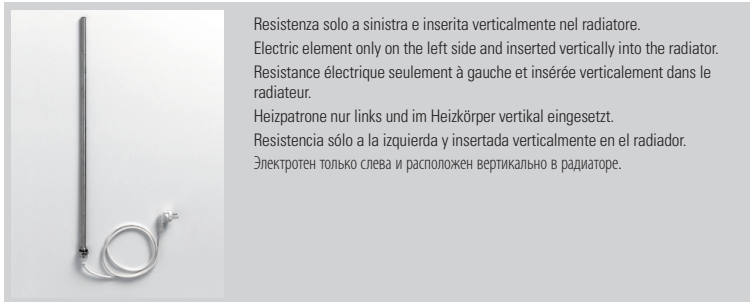 Resistenza solo a sinistra e inserita verticalmente nel radiatore.
Electric element only on the left side and inserted vertically into the radiator.
Resistance électrique seulement à gauche et insérée verticalement dans le
radiateur.
Heizpatrone nur links und im Heizkörper vertikal eingesetzt.
Resistencia sólo a la izquierda y insertada verticalmente en el radiador.
Электротен только слева и расположен вертикально в радиаторе.